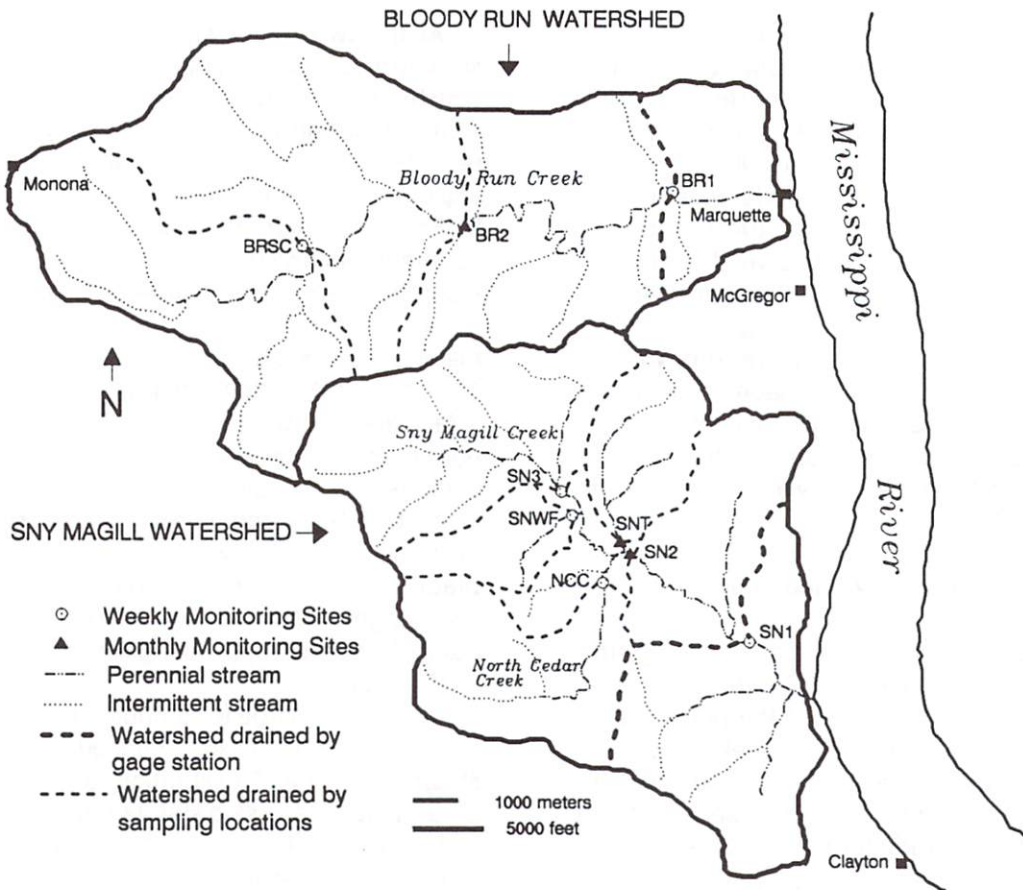 BLOODY RUN WATERSHED
Mississippi
Monona
Bloody Run Creek
BR1
Marquette
BR2
BRSC
McGregor
N
Sny Magill Creek
SN3
SNWF
SNT
SN2
River
SNY MAGILL WATERSHED
NCC
SN1
North Cedar
Creek
Weekly Monitoring Sites
Monthly Monitoring Sites
Perennial stream
Intermittent stream
Watershed drained by
gage station
Watershed drained by
sampling locations
1000 meters
5000 feet
Clayton